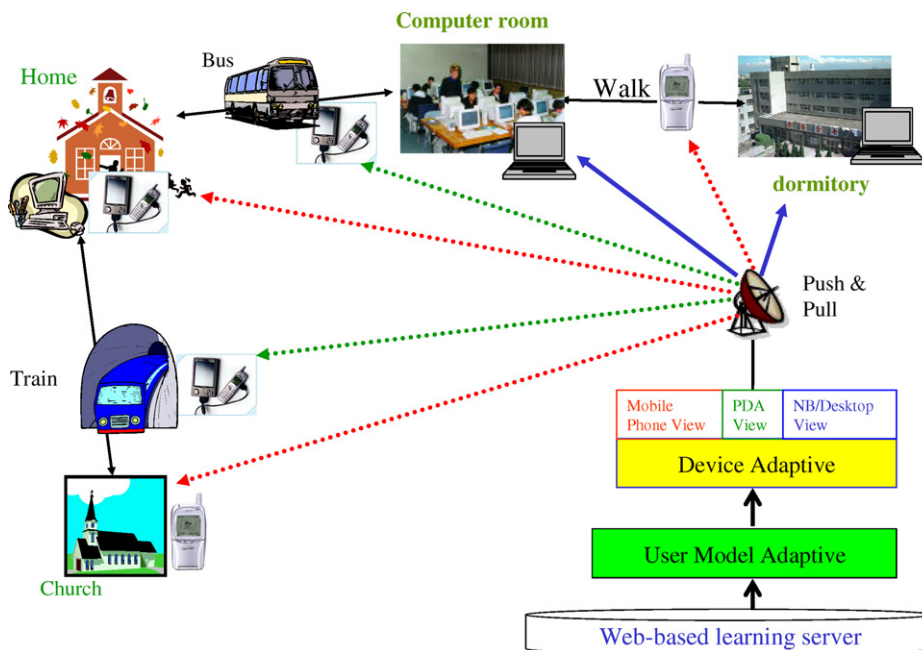 Computer room
Bus
Home
Walk
dormitory
Push &
Pull
Train
Mobile
Phone View
PDA
View
NB/Desktop
View
Device Adaptive
User Model Adaptive
Church
Web-based learning server